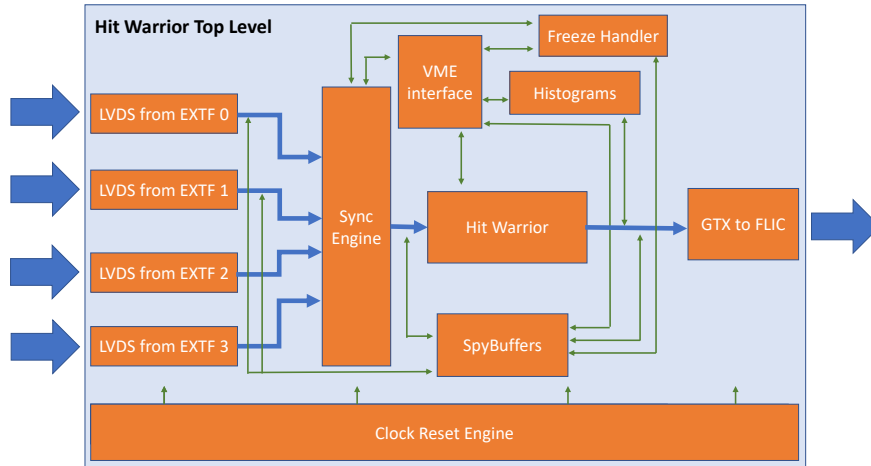 Hit Warrior Top Level
Freeze Handler
VME
interface
Histograms
LVDS from EXTF 0
LVDS from EXTF 1
Sync
Engine
Hit Warrior
GTX to FLIC
LVDS from EXTF 2
LVDS from EXTF 3
SpyBuffers
Clock Reset Engine